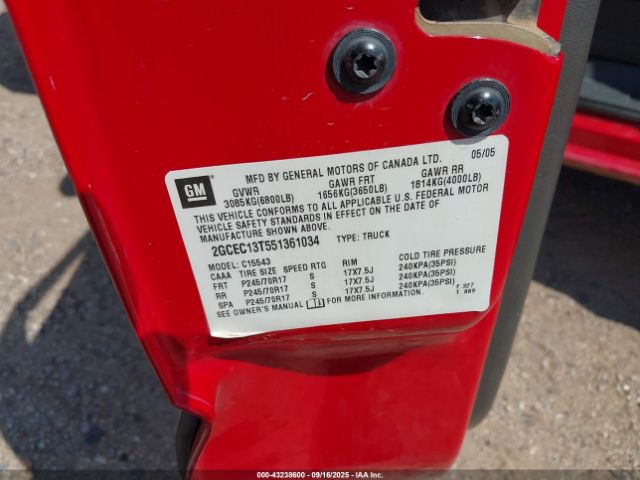 MFD BY GENERAL MOTORS OF CANADA LTD. 05/05
GM
GVWR GAWR FRT GAWR RR
3085KG(6800LB) 1656KG(3650LB) 1814KG(4000LB)
THIS VEHICLE CONFORMS TO ALL APPLICABLE U.S. FEDERAL MOTOR
VEHICLE SAFETY STANDARDS IN EFFECT ON THE DATE OF
MANUFACTURE SHOWN ABOVE.
2GCEC13T551361034 TYPE: TRUCK
MODEL: C15543
CAAA TIRE SIZE SPEED RTG RIM COLD TIRE PRESSURE
FRT P245/70R17 S 17X7.5J 240KPA(35PSI)
RR P245/70R17 S 17X7.5J 240KPA(35PSI)
SPA P245/70R17 S 17X7.5J 240KPA(35PSI)
SEE OWNER'S MANUAL FOR MORE INFORMATION. F 327
T 869
000-43238600 - 09/16/2025 - IAA Inc.